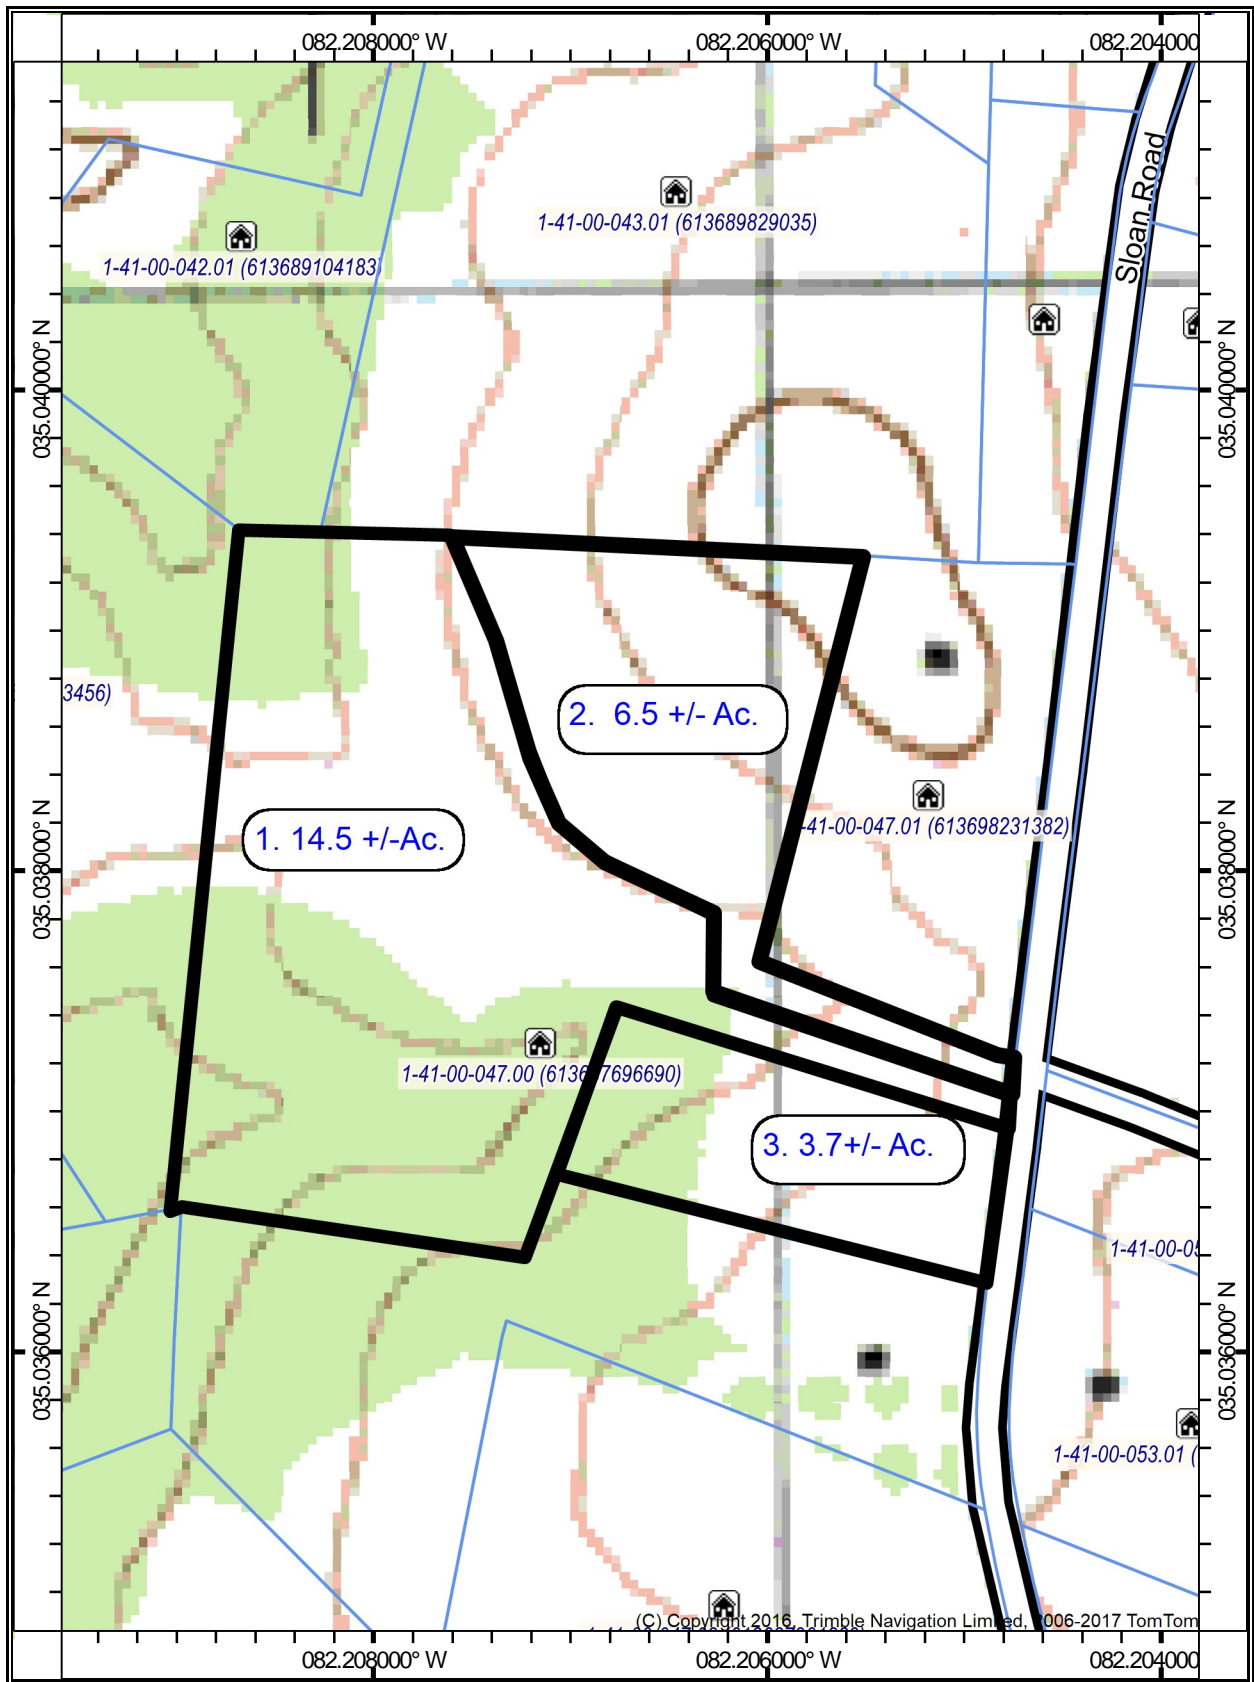 082.208000° W
082.206000° W
082.204000
Sloan Road
1-41-00-043.01 (613689829035)
1-41-00-042.01 (613689104183)
035.040000° N
035.040000° N
3456)
2. 6.5 +/- Ac.
-41-00-047.01 (613698231382)
1. 14.5 +/-Ac.
035.038000° N
035.038000° N
1-41-00-047.00 (6136 7696690)
3. 3.7+/- Ac.
1-41-00-05
035.036000° N
035.036000° N
1-41-00-053.01 (
(C) Copyright 2016, Trimble Navigation Limited, 2006-2017 TomTom
082.208000° W
082.206000° W
082.204000